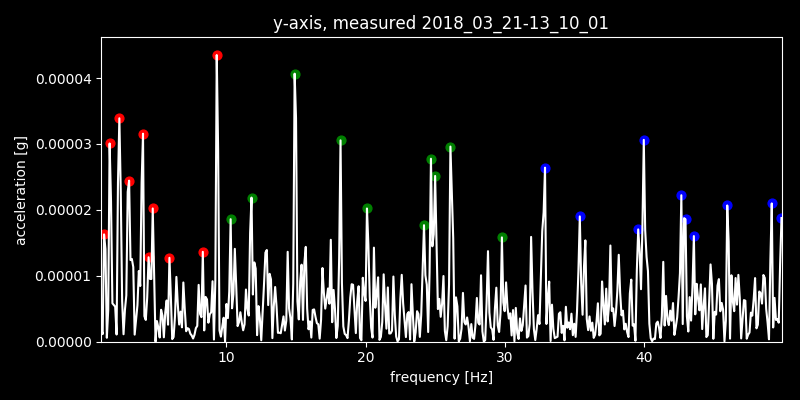 y-axis, measured 2018_03_21-13_10_01
0.00004
0.00003
0.00002
0.00001
0.00000
acceleration [g]
10 20 30 40
frequency [Hz]